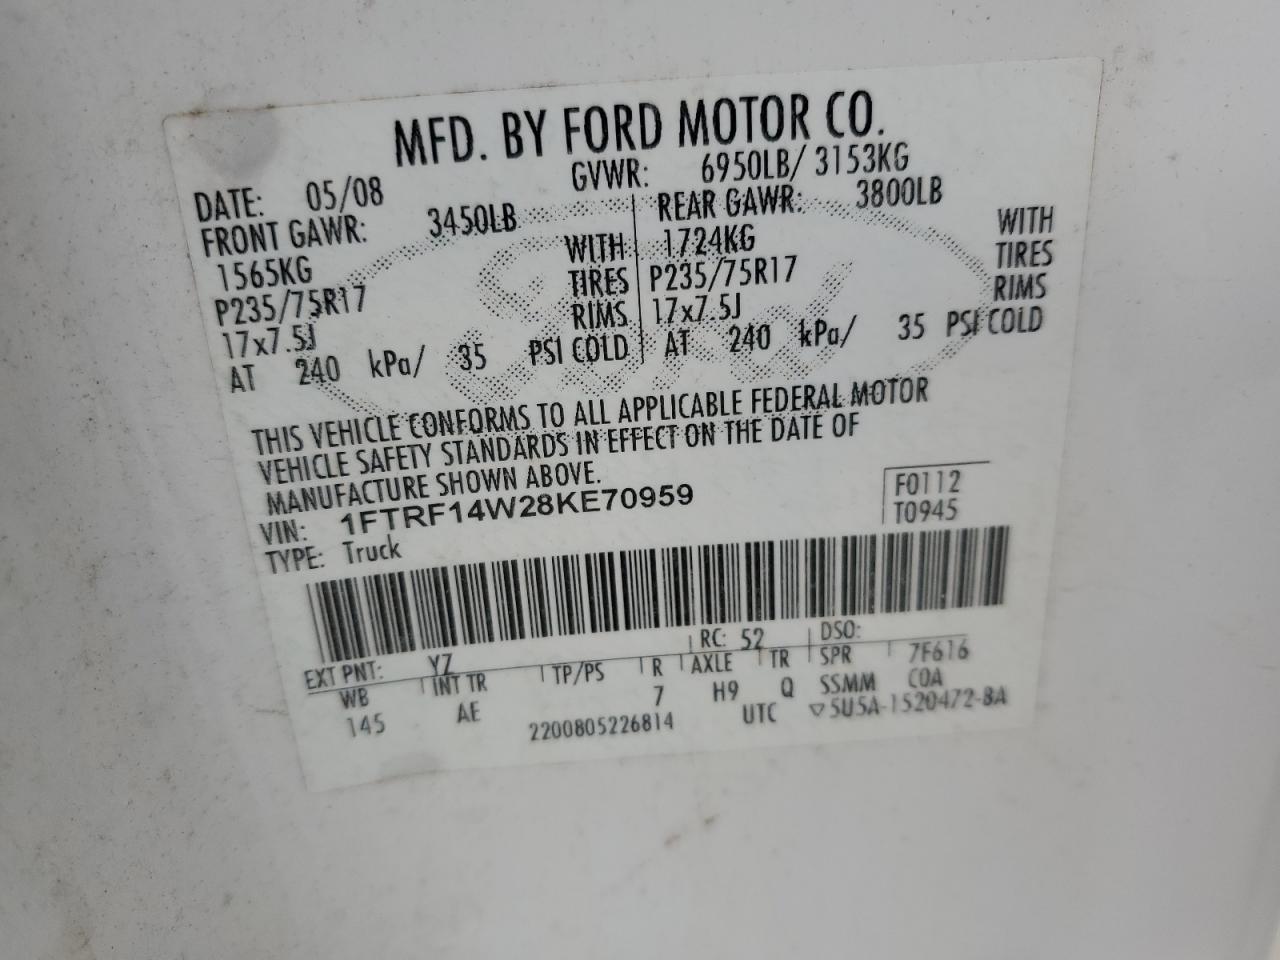 MFD. BY FORD MOTOR CO.
DATE: 05/08 GVWR: 6950LB/ 3153KG
FRONT GAWR: 3450LB REAR GAWR: 3800LB
1565KG WITH 1724KG WITH
P235/75R17 TIRES P235/75R17 TIRES
17x7.5J RIMS 17x7.5J RIMS
AT 240 kPa/ 35 PSI COLD AT 240 kPa/ 35 PSI COLD
THIS VEHICLE CONFORMS TO ALL APPLICABLE FEDERAL MOTOR
VEHICLE SAFETY STANDARDS IN EFFECT ON THE DATE OF
MANUFACTURE SHOWN ABOVE.
VIN: 1FTRF14W28KE70959 F0112
TYPE: Truck T0945
EXT PNT: YZ RC: 52 DSO:
WB INT TR TP/PS R AXLE TR SPR 7F616
145 AE 7 H9 Q SSMM COA
2200805226814 UTC ▽5U5A-1520472-BA